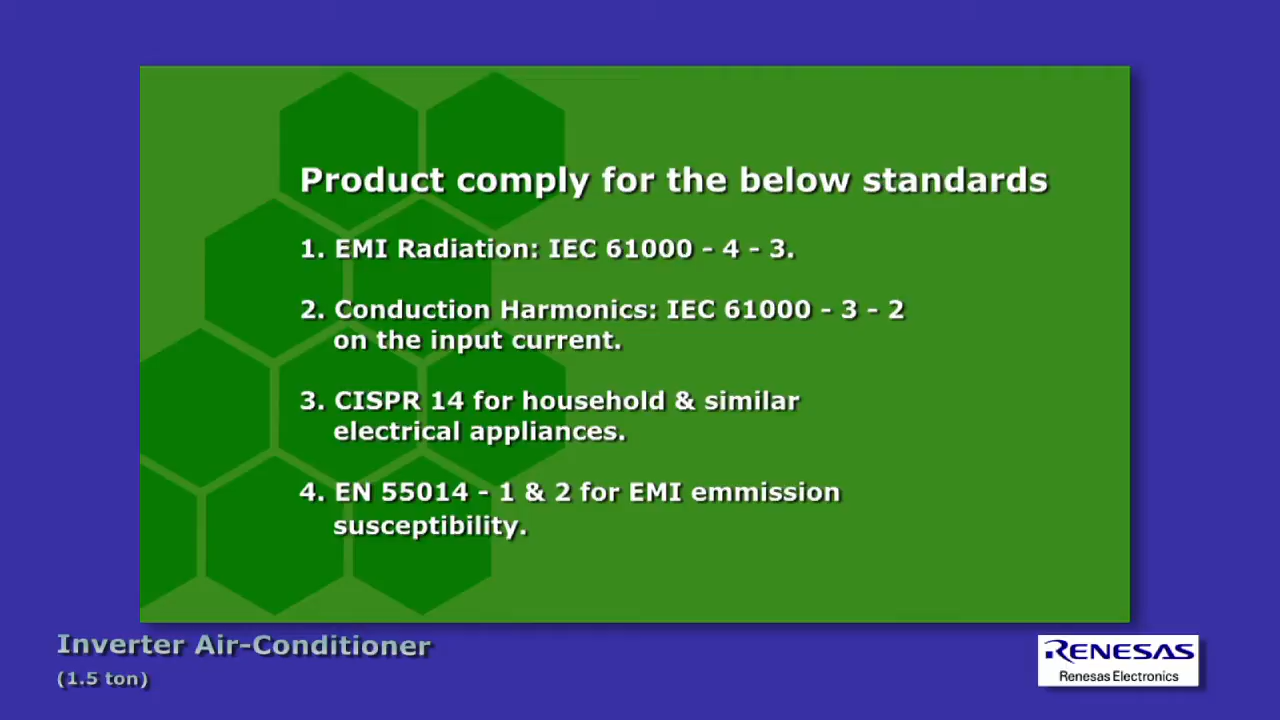 Product comply for the below standards
1. EMI Radiation: IEC 61000 - 4 - 3.
2. Conduction Harmonics: IEC 61000 - 3 - 2
on the input current.
3. CISPR 14 for household & similar
electrical appliances.
4. EN 55014 - 1 & 2 for EMI emmission
susceptibility.
Inverter Air-Conditioner
(1.5 ton)
RENESAS
Renesas Electronics